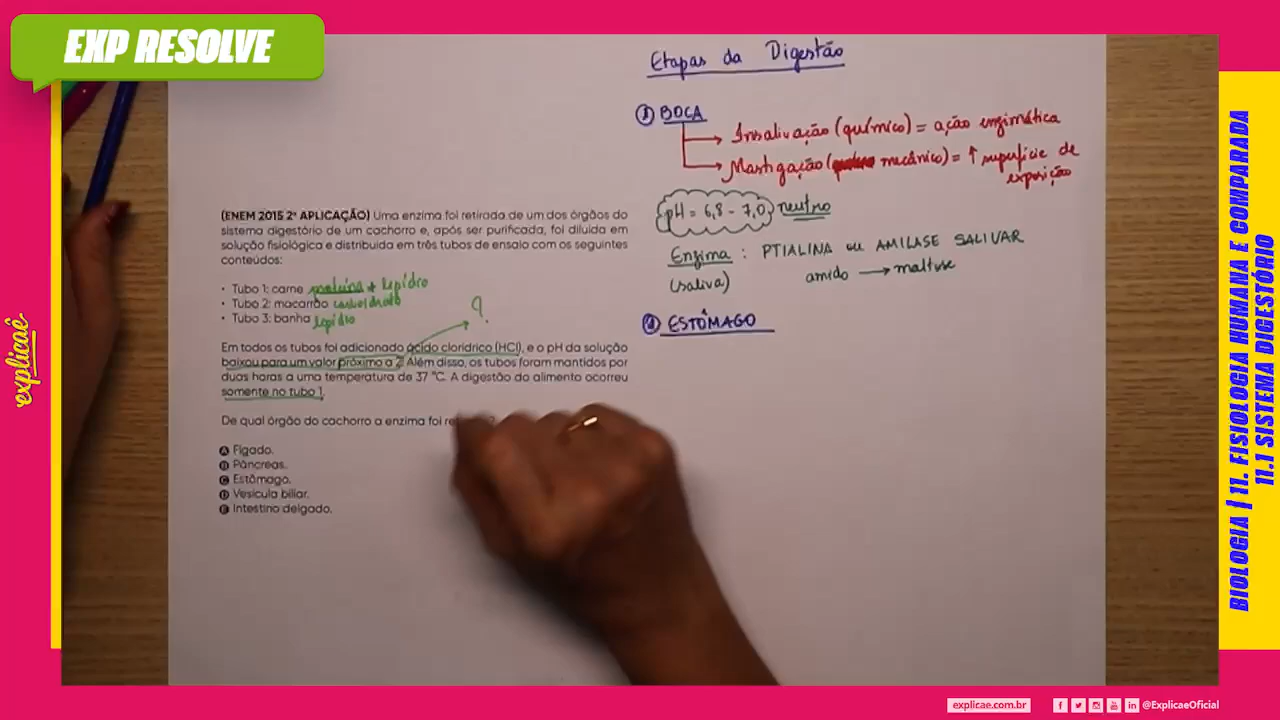 EXP RESOLVE
Etapas da Digestão
1 BOCA
Insalivação (químico) = ação enzimática
Mastigação ( mecânico) = ↑ superfície de
exposição
pH = 6,8 - 7,0 neutro
Enzima : PTIALINA ou AMILASE SALIVAR
(saliva) amido → maltose
2 ESTÔMAGO
(ENEM 2015 2ª APLICAÇÃO) Uma enzima foi retirada de um dos órgãos do
sistema digestório de um cachorro e, após ser purificada, foi diluída em
solução fisiológica e distribuída em três tubos de ensaio com os seguintes
conteúdos:
• Tubo 1: carne proteína + lipídio
• Tubo 2: macarrão carboidrato
• Tubo 3: banha lipídio
?
Em todos os tubos foi adicionado ácido clorídrico (HCl), e o pH da solução
baixou para um valor próximo a 2. Além disso, os tubos foram mantidos por
duas horas a uma temperatura de 37 °C. A digestão do alimento ocorreu
somente no tubo 1.
De qual órgão do cachorro a enzima foi
A Fígado.
B Pâncreas.
C Estômago.
D Vesícula biliar.
E Intestino delgado.
explicaê
BIOLOGIA | 11. FISIOLOGIA HUMANA E COMPARADA
11.1 SISTEMA DIGESTÓRIO
explicae.com.br
@ExplicaeOficial